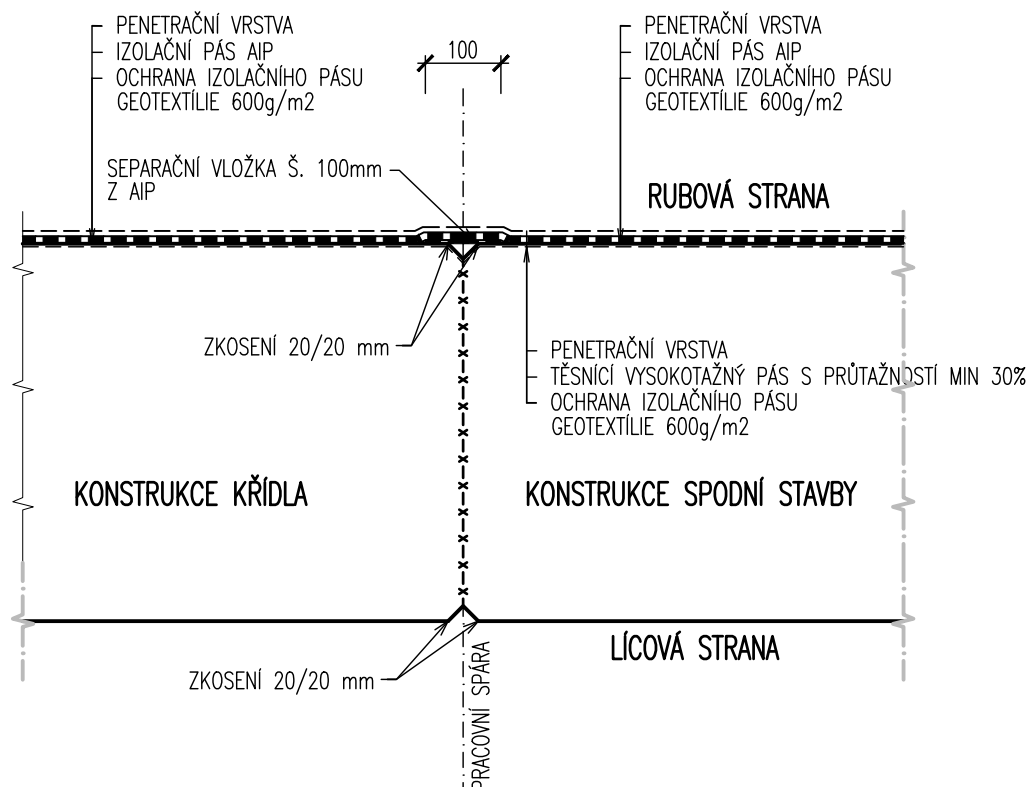 PENETRAČNÍ VRSTVA
IZOLAČNÍ PÁS AIP
OCHRANA IZOLAČNÍHO PÁSU
GEOTEXTÍLIE 600g/m2
100
PENETRAČNÍ VRSTVA
IZOLAČNÍ PÁS AIP
OCHRANA IZOLAČNÍHO PÁSU
GEOTEXTÍLIE 600g/m2
SEPARAČNÍ VLOŽKA Š. 100mm
Z AIP
RUBOVÁ STRANA
ZKOSENÍ 20/20 mm
PENETRAČNÍ VRSTVA
TĚSNÍCÍ VYSOKOTAŽNÝ PÁS S PRŮTAŽNOSTÍ MIN 30%
OCHRANA IZOLAČNÍHO PÁSU
GEOTEXTÍLIE 600g/m2
KONSTRUKCE KŘÍDLA
KONSTRUKCE SPODNÍ STAVBY
LÍCOVÁ STRANA
ZKOSENÍ 20/20 mm
PRACOVNÍ SPÁRA